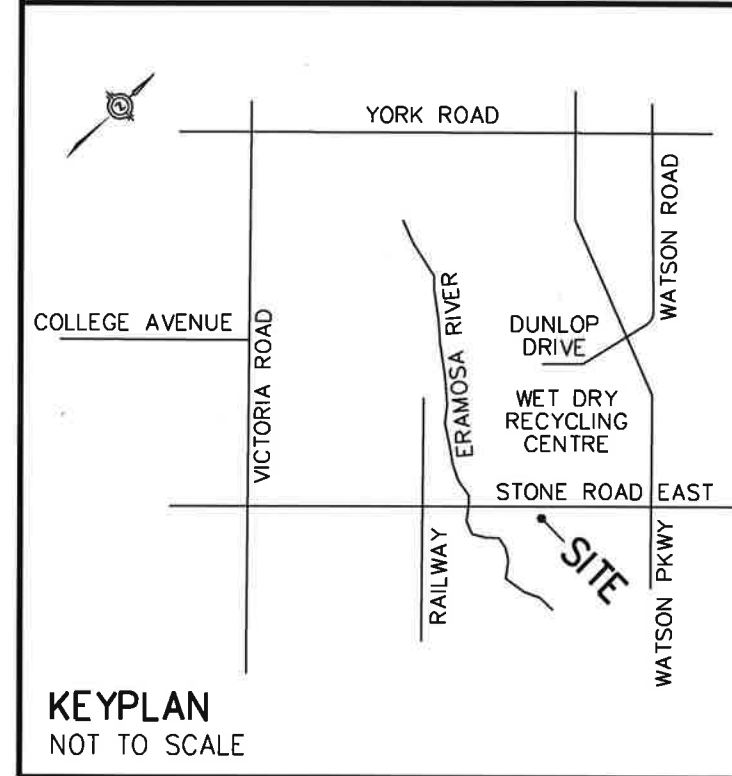 YORK ROAD
COLLEGE AVENUE
VICTORIA ROAD
ERAMOSA RIVER
DUNLOP
DRIVE
WATSON ROAD
WET DRY
RECYCLING
CENTRE
STONE ROAD EAST
RAILWAY
SITE
WATSON PKWY
KEYPLAN
NOT TO SCALE